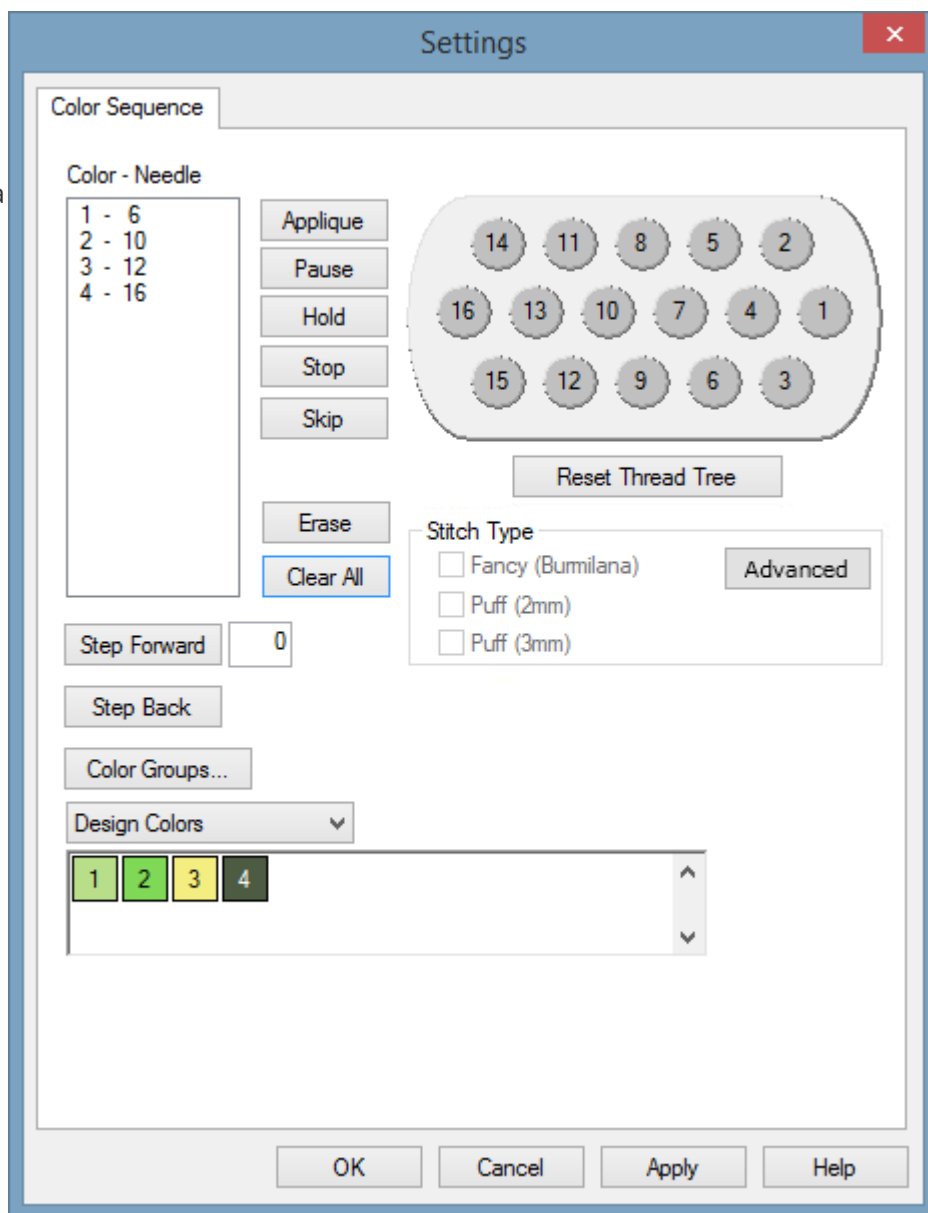 Settings
Color Sequence
Color - Needle
a
1 - 6
2 - 10
3 - 12
4 - 16
Applique
Pause
Hold
Stop
Skip
Erase
Clear All
14 11 8 5 2
16 13 10 7 4 1
15 12 9 6 3
Reset Thread Tree
Stitch Type
Fancy (Burmilana)
Puff (2mm)
Puff (3mm)
Advanced
Step Forward 0
Step Back
Color Groups...
Design Colors
1 2 3 4
OK Cancel Apply Help